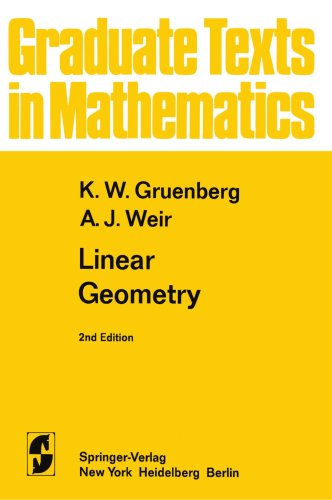 Graduate Texts
in Mathematics
K. W. Gruenberg
A. J. Weir
Linear
Geometry
2nd Edition
Springer-Verlag
New York Heidelberg Berlin